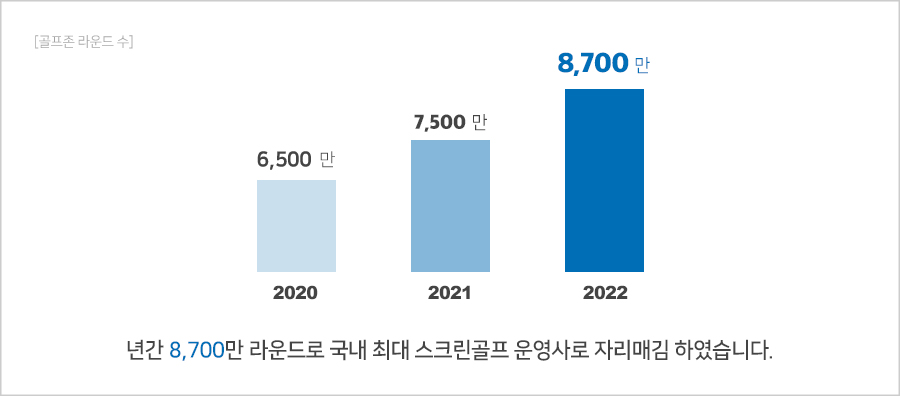 [골프존 라운드 수]
8,700 만
7,500 만
6,500 만
2020 2021 2022
년간 8,700만 라운드로 국내 최대 스크린골프 운영사로 자리매김 하였습니다.